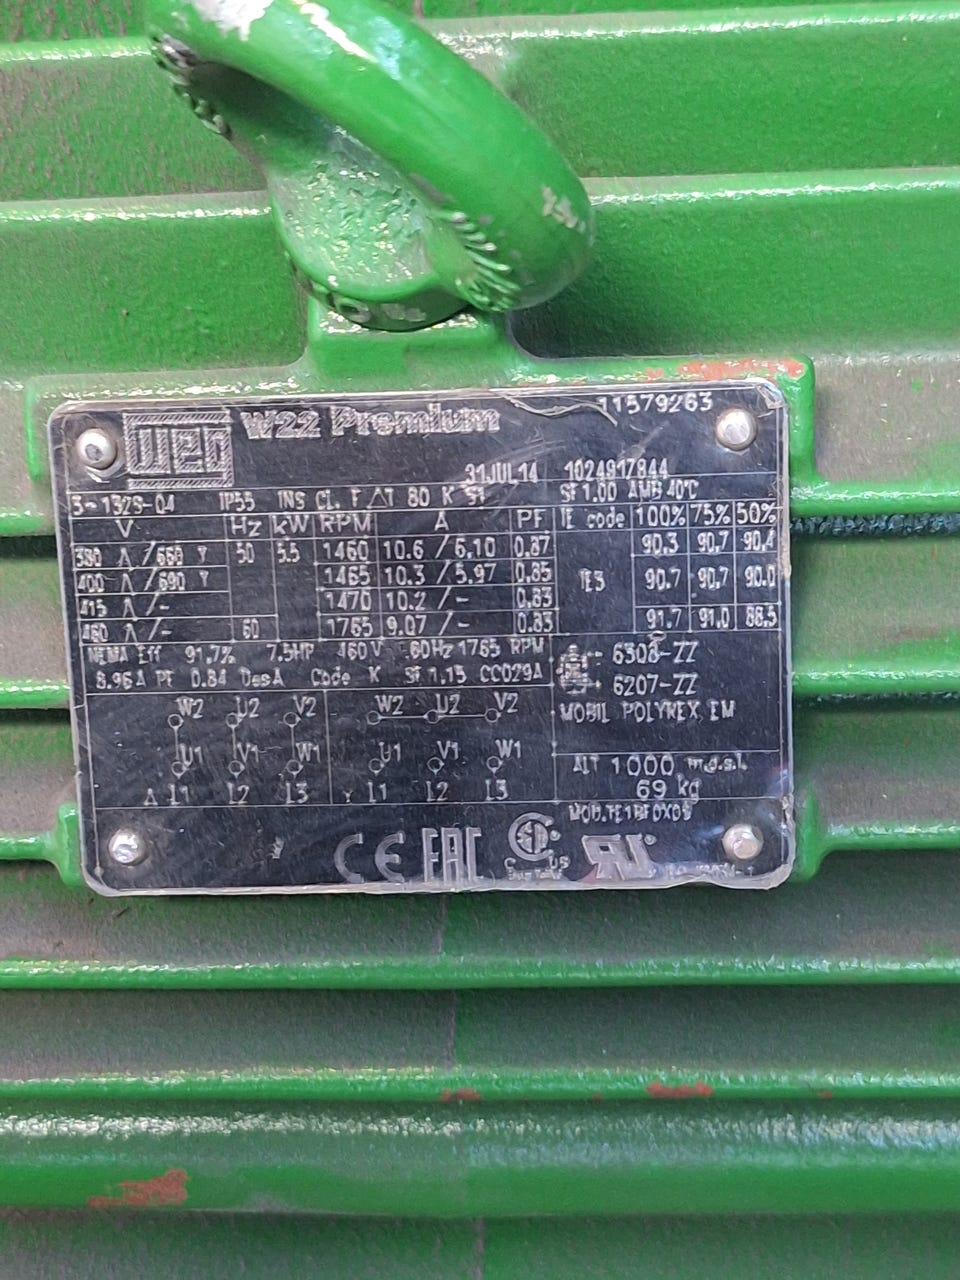 WEG W22 Premium 11579263
31JUL14 1024917844
3~132S-04 IP55 INS CL. F ΔT 80 K S1 SF1.00 AMB 40°C
V Hz kW RPM A PF IE code 100% 75% 50%
380 Δ/660 Y 50 5.5 1460 10.6 / 6.10 0.87 90.3 90.7 90.4
400 Δ/690 Y 1465 10.3 / 5.97 0.85 IE3 90.7 90.7 90.0
415 Δ/- 1470 10.2 / - 0.83
460 Δ/- 60 1765 9.07 / - 0.83 91.7 91.0 88.5
NEMA Eff 91.7% 7.5HP 460V 60Hz 1765 RPM
8.96A PF 0.84 Des A Code K SF1.15 CC029A
6308-ZZ
6207-ZZ
MOBIL POLYREX EM
W2 U2 V2 W2 U2 V2
U1 V1 W1 U1 V1 W1
Δ L1 L2 L3 Y L1 L2 L3
ALT 1000 m.a.s.l.
69 kg
CE EAC
C US